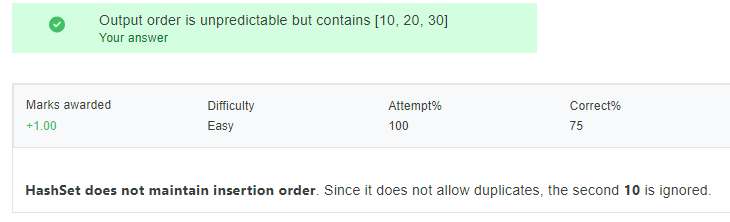 Output order is unpredictable but contains [10, 20, 30]
Your answer
Marks awarded Difficulty Attempt% Correct%
+1.00 Easy 100 75
HashSet does not maintain insertion order. Since it does not allow duplicates, the second 10 is ignored.